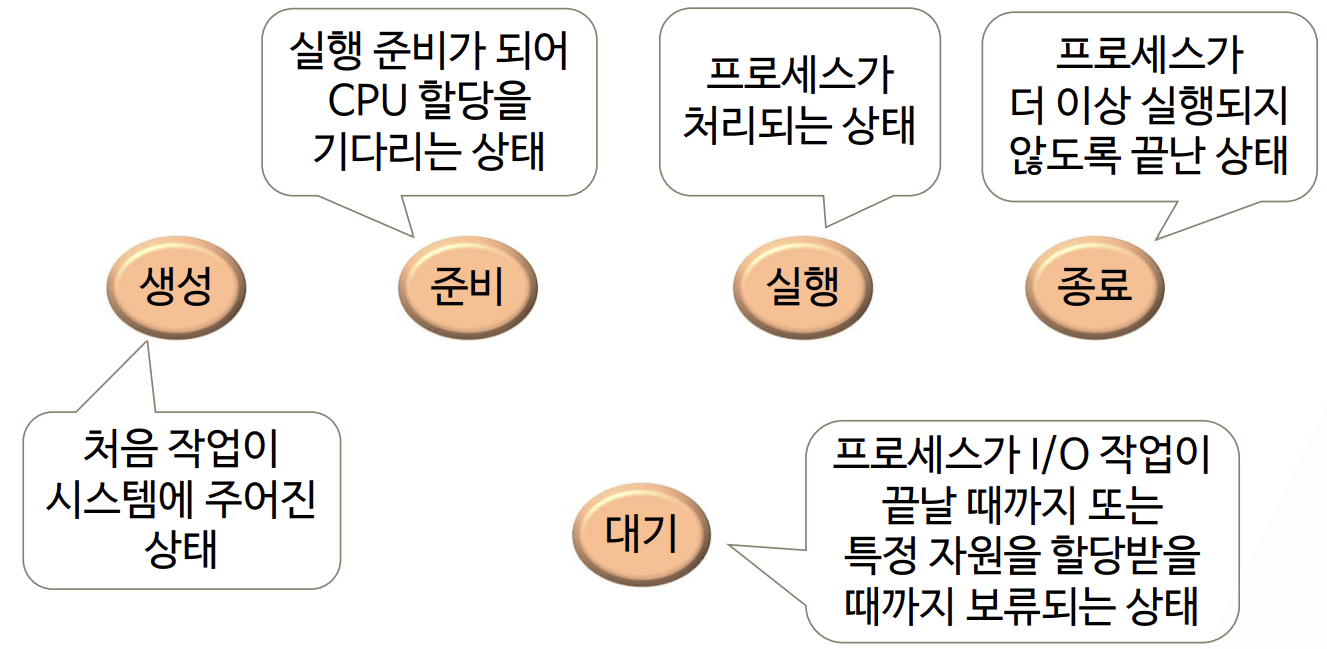 실행 준비가 되어
CPU 할당을
기다리는 상태
프로세스가
처리되는 상태
프로세스가
더 이상 실행되지
않도록 끝난 상태
생성
준비
실행
종료
처음 작업이
시스템에 주어진
상태
대기
프로세스가 I/O 작업이
끝날 때까지 또는
특정 자원을 할당받을
때까지 보류되는 상태